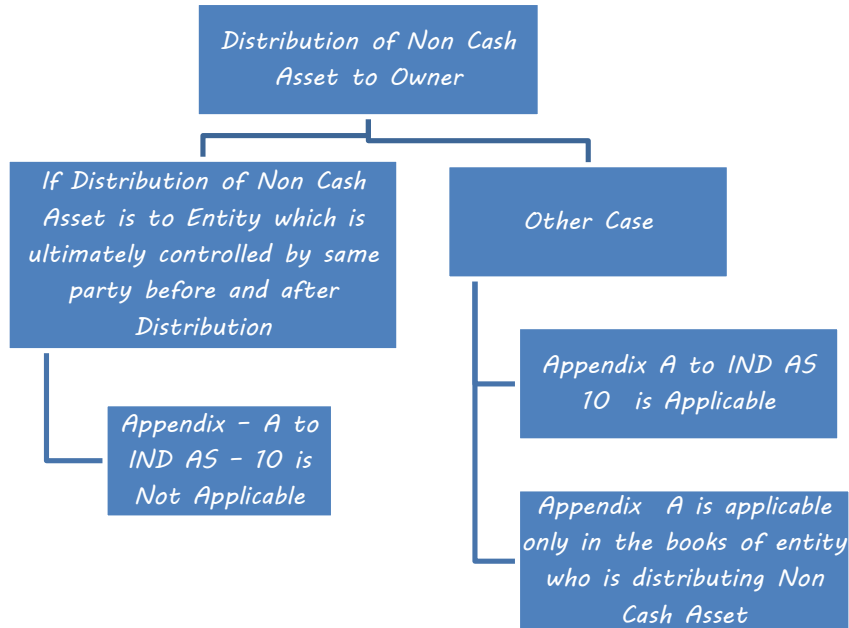 Distribution of Non Cash
Asset to Owner
If Distribution of Non Cash
Asset is to Entity which is
ultimately controlled by same
party before and after
Distribution
Other Case
Appendix - A to
IND AS - 10 is
Not Applicable
Appendix A to IND AS
10 is Applicable
Appendix A is applicable
only in the books of entity
who is distributing Non
Cash Asset